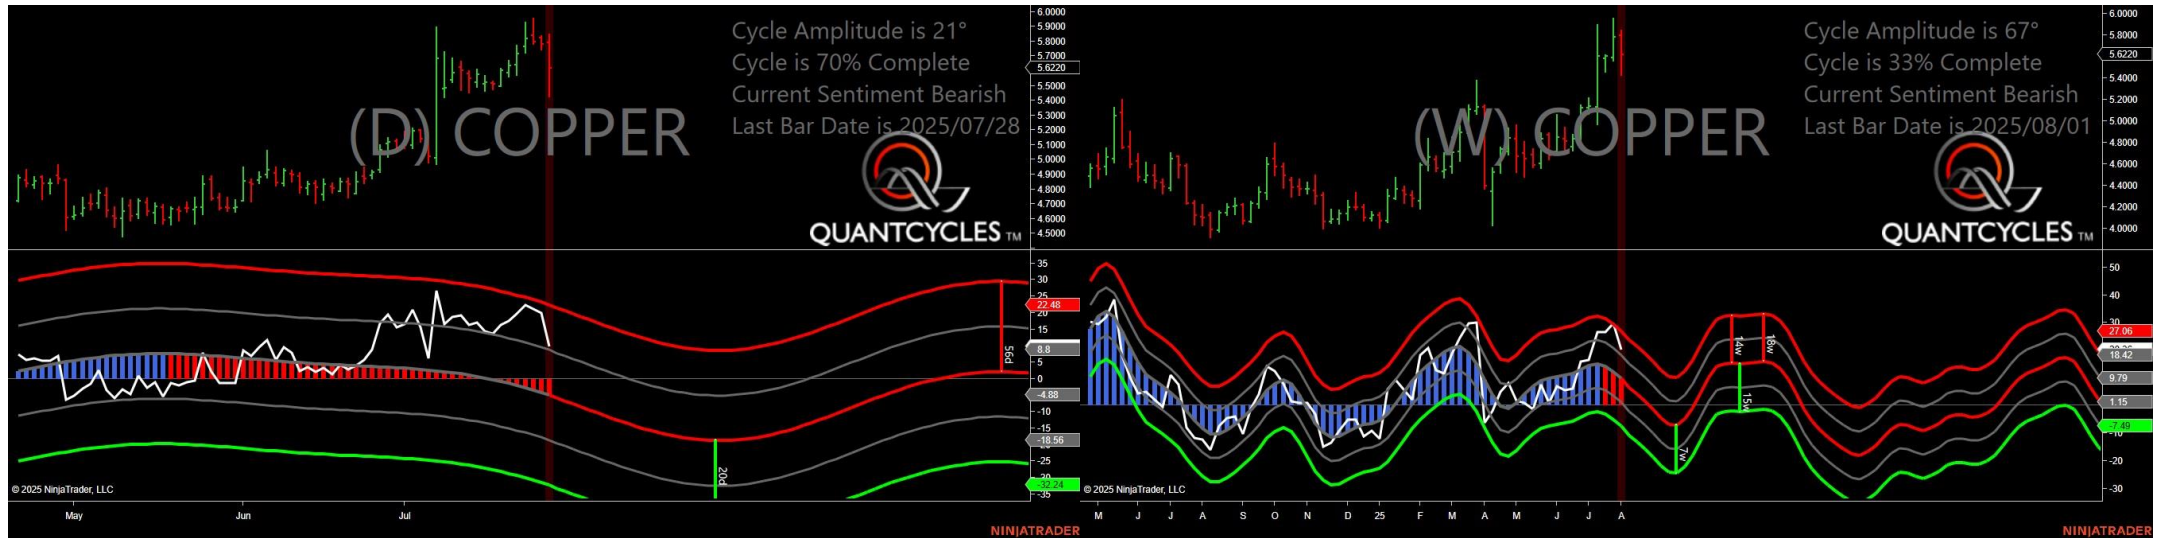 (D) COPPER
Cycle Amplitude is 21°
Cycle is 70% Complete
Current Sentiment Bearish
Last Bar Date is 2025/07/28
QUANTCYCLES TM
6.0000
5.9000
5.8000
5.7000
5.6220
5.5000
5.4000
5.3000
5.2000
5.1000
5.0000
4.9000
4.8000
4.7000
4.6000
4.5000
35
30
25
22.48
20
15
8.8
0
-4.88
-10
-15
-18.56
-25
-32.24
-35
56d
20d
© 2025 NinjaTrader, LLC
May Jun Jul
NINJATRADER
(W) COPPER
Cycle Amplitude is 67°
Cycle is 33% Complete
Current Sentiment Bearish
Last Bar Date is 2025/08/01
QUANTCYCLES TM
6.0000
5.8000
5.6220
5.4000
5.2000
5.0000
4.8000
4.6000
4.4000
4.2000
4.0000
50
40
30
27.06
18.42
9.79
1.15
-7.49
-10
-20
-30
14w
18w
15w
7w
© 2025 NinjaTrader, LLC
M J J A S O N D 25 F M A M J J A
NINJATRADER